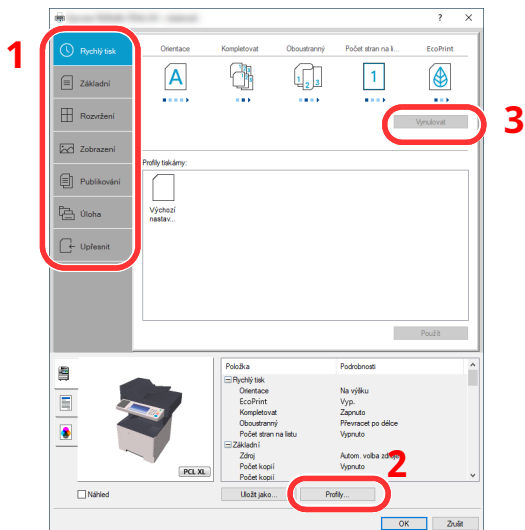 ? ×
1
Rychlý tisk
Základní
Rozvržení
Zobrazení
Publikování
Úloha
Upřesnit
Orientace Kompletovat Oboustranný Počet stran na li... EcoPrint
A 1 2 3 1
Vynulovat
3
Profily tiskárny:
Výchozí
nastav...
Použít
Položka Podrobnosti
Rychlý tisk
Orientace Na výšku
EcoPrint Vyp.
Kompletovat Zapnuto
Oboustranný Převracet po délce
Počet stran na listu Vypnuto
Základní
Zdroj Autom. volba zdroje
Počet kopií Vypnuto
Počet kopií
2
PCL XL
Náhled
Uložit jako... Profily...
OK Zrušit